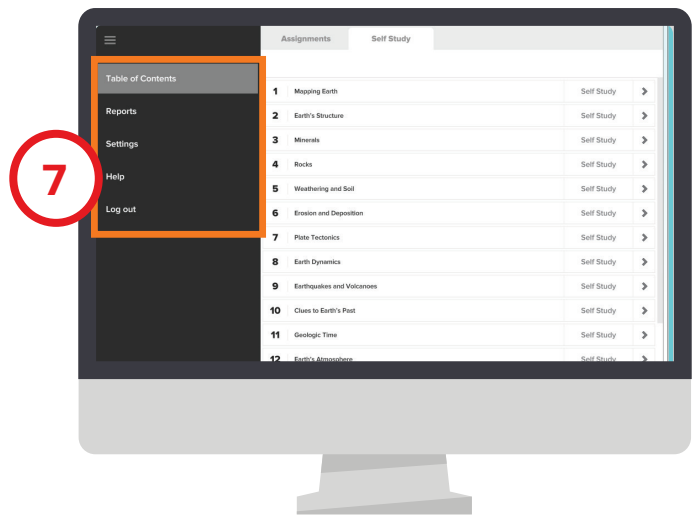 Assignments Self Study
Table of Contents
Reports
Settings
Help
Log out
7
1 Mapping Earth Self Study
2 Earth's Structure Self Study
3 Minerals Self Study
4 Rocks Self Study
5 Weathering and Soil Self Study
6 Erosion and Deposition Self Study
7 Plate Tectonics Self Study
8 Earth Dynamics Self Study
9 Earthquakes and Volcanoes Self Study
10 Clues to Earth's Past Self Study
11 Geologic Time Self Study
12 Earth's Atmosphere Self Study